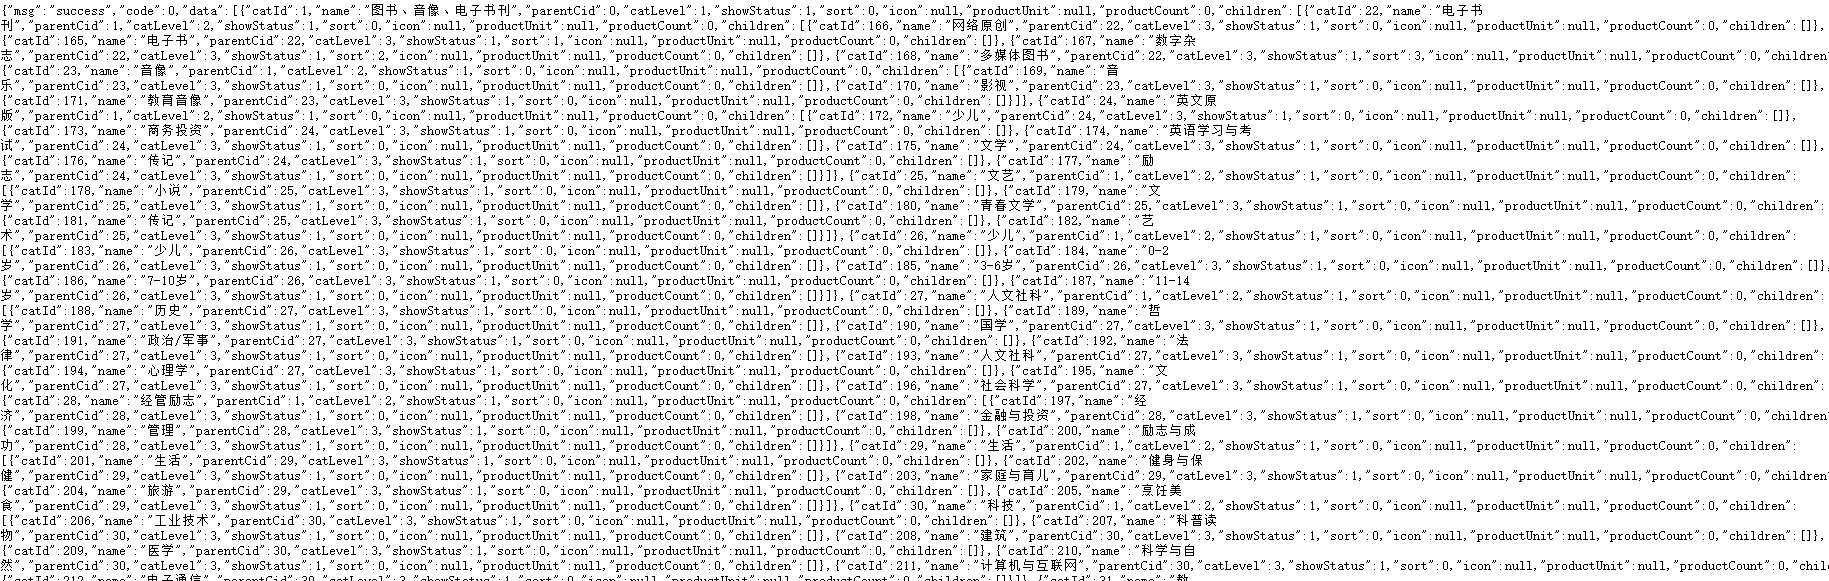 {"msg":"success","code":0,"data":[{"catId":1,"name":"图书、音像、电子书刊","parentCid":0,"catLevel":1,"showStatus":1,"sort":0,"icon":null,"productUnit":null,"productCount":0,"children":[{"catId":22,"name":"电子书
刊","parentCid":1,"catLevel":2,"showStatus":1,"sort":0,"icon":null,"productUnit":null,"productCount":0,"children":[{"catId":166,"name":"网络原创","parentCid":22,"catLevel":3,"showStatus":1,"sort":0,"icon":null,"productUnit":null,"productCount":0,"children":[]},
{"catId":165,"name":"电子书","parentCid":22,"catLevel":3,"showStatus":1,"sort":1,"icon":null,"productUnit":null,"productCount":0,"children":[]},{"catId":167,"name":"数字杂
志","parentCid":22,"catLevel":3,"showStatus":1,"sort":2,"icon":null,"productUnit":null,"productCount":0,"children":[]},{"catId":168,"name":"多媒体图书","parentCid":22,"catLevel":3,"showStatus":1,"sort":3,"icon":null,"productUnit":null,"productCount":0,"children
{"catId":23,"name":"音像","parentCid":1,"catLevel":2,"showStatus":1,"sort":0,"icon":null,"productUnit":null,"productCount":0,"children":[{"catId":169,"name":"音
乐","parentCid":23,"catLevel":3,"showStatus":1,"sort":0,"icon":null,"productUnit":null,"productCount":0,"children":[]},{"catId":170,"name":"影视","parentCid":23,"catLevel":3,"showStatus":1,"sort":0,"icon":null,"productUnit":null,"productCount":0,"children":[]},
{"catId":171,"name":"教育音像","parentCid":23,"catLevel":3,"showStatus":1,"sort":0,"icon":null,"productUnit":null,"productCount":0,"children":[]}]},{"catId":24,"name":"英文原
版","parentCid":1,"catLevel":2,"showStatus":1,"sort":0,"icon":null,"productUnit":null,"productCount":0,"children":[{"catId":172,"name":"少儿","parentCid":24,"catLevel":3,"showStatus":1,"sort":0,"icon":null,"productUnit":null,"productCount":0,"children":[]},
{"catId":173,"name":"商务投资","parentCid":24,"catLevel":3,"showStatus":1,"sort":0,"icon":null,"productUnit":null,"productCount":0,"children":[]},{"catId":174,"name":"英语学习与考
试","parentCid":24,"catLevel":3,"showStatus":1,"sort":0,"icon":null,"productUnit":null,"productCount":0,"children":[]},{"catId":175,"name":"文学","parentCid":24,"catLevel":3,"showStatus":1,"sort":0,"icon":null,"productUnit":null,"productCount":0,"children":[]},
{"catId":176,"name":"传记","parentCid":24,"catLevel":3,"showStatus":1,"sort":0,"icon":null,"productUnit":null,"productCount":0,"children":[]},{"catId":177,"name":"励
志","parentCid":24,"catLevel":3,"showStatus":1,"sort":0,"icon":null,"productUnit":null,"productCount":0,"children":[]}]},{"catId":25,"name":"文艺","parentCid":1,"catLevel":2,"showStatus":1,"sort":0,"icon":null,"productUnit":null,"productCount":0,"children":
[{"catId":178,"name":"小说","parentCid":25,"catLevel":3,"showStatus":1,"sort":0,"icon":null,"productUnit":null,"productCount":0,"children":[]},{"catId":179,"name":"文
学","parentCid":25,"catLevel":3,"showStatus":1,"sort":0,"icon":null,"productUnit":null,"productCount":0,"children":[]},{"catId":180,"name":"青春文学","parentCid":25,"catLevel":3,"showStatus":1,"sort":0,"icon":null,"productUnit":null,"productCount":0,"children":
{"catId":181,"name":"传记","parentCid":25,"catLevel":3,"showStatus":1,"sort":0,"icon":null,"productUnit":null,"productCount":0,"children":[]},{"catId":182,"name":"艺
术","parentCid":25,"catLevel":3,"showStatus":1,"sort":0,"icon":null,"productUnit":null,"productCount":0,"children":[]}]},{"catId":26,"name":"少儿","parentCid":1,"catLevel":2,"showStatus":1,"sort":0,"icon":null,"productUnit":null,"productCount":0,"children":
[{"catId":183,"name":"少儿","parentCid":26,"catLevel":3,"showStatus":1,"sort":0,"icon":null,"productUnit":null,"productCount":0,"children":[]},{"catId":184,"name":"0-2
岁","parentCid":26,"catLevel":3,"showStatus":1,"sort":0,"icon":null,"productUnit":null,"productCount":0,"children":[]},{"catId":185,"name":"3-6岁","parentCid":26,"catLevel":3,"showStatus":1,"sort":0,"icon":null,"productUnit":null,"productCount":0,"children":[]},
{"catId":186,"name":"7-10岁","parentCid":26,"catLevel":3,"showStatus":1,"sort":0,"icon":null,"productUnit":null,"productCount":0,"children":[]},{"catId":187,"name":"11-14
岁","parentCid":26,"catLevel":3,"showStatus":1,"sort":0,"icon":null,"productUnit":null,"productCount":0,"children":[]}]},{"catId":27,"name":"人文社科","parentCid":1,"catLevel":2,"showStatus":1,"sort":0,"icon":null,"productUnit":null,"productCount":0,"children":
[{"catId":188,"name":"历史","parentCid":27,"catLevel":3,"showStatus":1,"sort":0,"icon":null,"productUnit":null,"productCount":0,"children":[]},{"catId":189,"name":"哲
学","parentCid":27,"catLevel":3,"showStatus":1,"sort":0,"icon":null,"productUnit":null,"productCount":0,"children":[]},{"catId":190,"name":"国学","parentCid":27,"catLevel":3,"showStatus":1,"sort":0,"icon":null,"productUnit":null,"productCount":0,"children":[]},
{"catId":191,"name":"政治/军事","parentCid":27,"catLevel":3,"showStatus":1,"sort":0,"icon":null,"productUnit":null,"productCount":0,"children":[]},{"catId":192,"name":"法
律","parentCid":27,"catLevel":3,"showStatus":1,"sort":0,"icon":null,"productUnit":null,"productCount":0,"children":[]},{"catId":193,"name":"人文社科","parentCid":27,"catLevel":3,"showStatus":1,"sort":0,"icon":null,"productUnit":null,"productCount":0,"children":
{"catId":194,"name":"心理学","parentCid":27,"catLevel":3,"showStatus":1,"sort":0,"icon":null,"productUnit":null,"productCount":0,"children":[]},{"catId":195,"name":"文
化","parentCid":27,"catLevel":3,"showStatus":1,"sort":0,"icon":null,"productUnit":null,"productCount":0,"children":[]},{"catId":196,"name":"社会科学","parentCid":27,"catLevel":3,"showStatus":1,"sort":0,"icon":null,"productUnit":null,"productCount":0,"children":
{"catId":28,"name":"经管励志","parentCid":1,"catLevel":2,"showStatus":1,"sort":0,"icon":null,"productUnit":null,"productCount":0,"children":[{"catId":197,"name":"经
济","parentCid":28,"catLevel":3,"showStatus":1,"sort":0,"icon":null,"productUnit":null,"productCount":0,"children":[]},{"catId":198,"name":"金融与投资","parentCid":28,"catLevel":3,"showStatus":1,"sort":0,"icon":null,"productUnit":null,"productCount":0,"children
{"catId":199,"name":"管理","parentCid":28,"catLevel":3,"showStatus":1,"sort":0,"icon":null,"productUnit":null,"productCount":0,"children":[]},{"catId":200,"name":"励志与成
功","parentCid":28,"catLevel":3,"showStatus":1,"sort":0,"icon":null,"productUnit":null,"productCount":0,"children":[]}]},{"catId":29,"name":"生活","parentCid":1,"catLevel":2,"showStatus":1,"sort":0,"icon":null,"productUnit":null,"productCount":0,"children":
[{"catId":201,"name":"生活","parentCid":29,"catLevel":3,"showStatus":1,"sort":0,"icon":null,"productUnit":null,"productCount":0,"children":[]},{"catId":202,"name":"健身与保
健","parentCid":29,"catLevel":3,"showStatus":1,"sort":0,"icon":null,"productUnit":null,"productCount":0,"children":[]},{"catId":203,"name":"家庭与育儿","parentCid":29,"catLevel":3,"showStatus":1,"sort":0,"icon":null,"productUnit":null,"productCount":0,"children
{"catId":204,"name":"旅游","parentCid":29,"catLevel":3,"showStatus":1,"sort":0,"icon":null,"productUnit":null,"productCount":0,"children":[]},{"catId":205,"name":"烹饪美
食","parentCid":29,"catLevel":3,"showStatus":1,"sort":0,"icon":null,"productUnit":null,"productCount":0,"children":[]}]},{"catId":30,"name":"科技","parentCid":1,"catLevel":2,"showStatus":1,"sort":0,"icon":null,"productUnit":null,"productCount":0,"children":
[{"catId":206,"name":"工业技术","parentCid":30,"catLevel":3,"showStatus":1,"sort":0,"icon":null,"productUnit":null,"productCount":0,"children":[]},{"catId":207,"name":"科普读
物","parentCid":30,"catLevel":3,"showStatus":1,"sort":0,"icon":null,"productUnit":null,"productCount":0,"children":[]},{"catId":208,"name":"建筑","parentCid":30,"catLevel":3,"showStatus":1,"sort":0,"icon":null,"productUnit":null,"productCount":0,"children":[]},
{"catId":209,"name":"医学","parentCid":30,"catLevel":3,"showStatus":1,"sort":0,"icon":null,"productUnit":null,"productCount":0,"children":[]},{"catId":210,"name":"科学与自
然","parentCid":30,"catLevel":3,"showStatus":1,"sort":0,"icon":null,"productUnit":null,"productCount":0,"children":[]},{"catId":211,"name":"计算机与互联网","parentCid":30,"catLevel":3,"showStatus":1,"sort":0,"icon":null,"productUnit":null,"productCount":0,"chil
{"catId":212,"name":"电子通信","parentCid":30,"catLevel":3,"showStatus":1,"sort":0,"icon":null,"productUnit":null,"productCount":0,"children":[]}]},{"catId":31,"name":"教